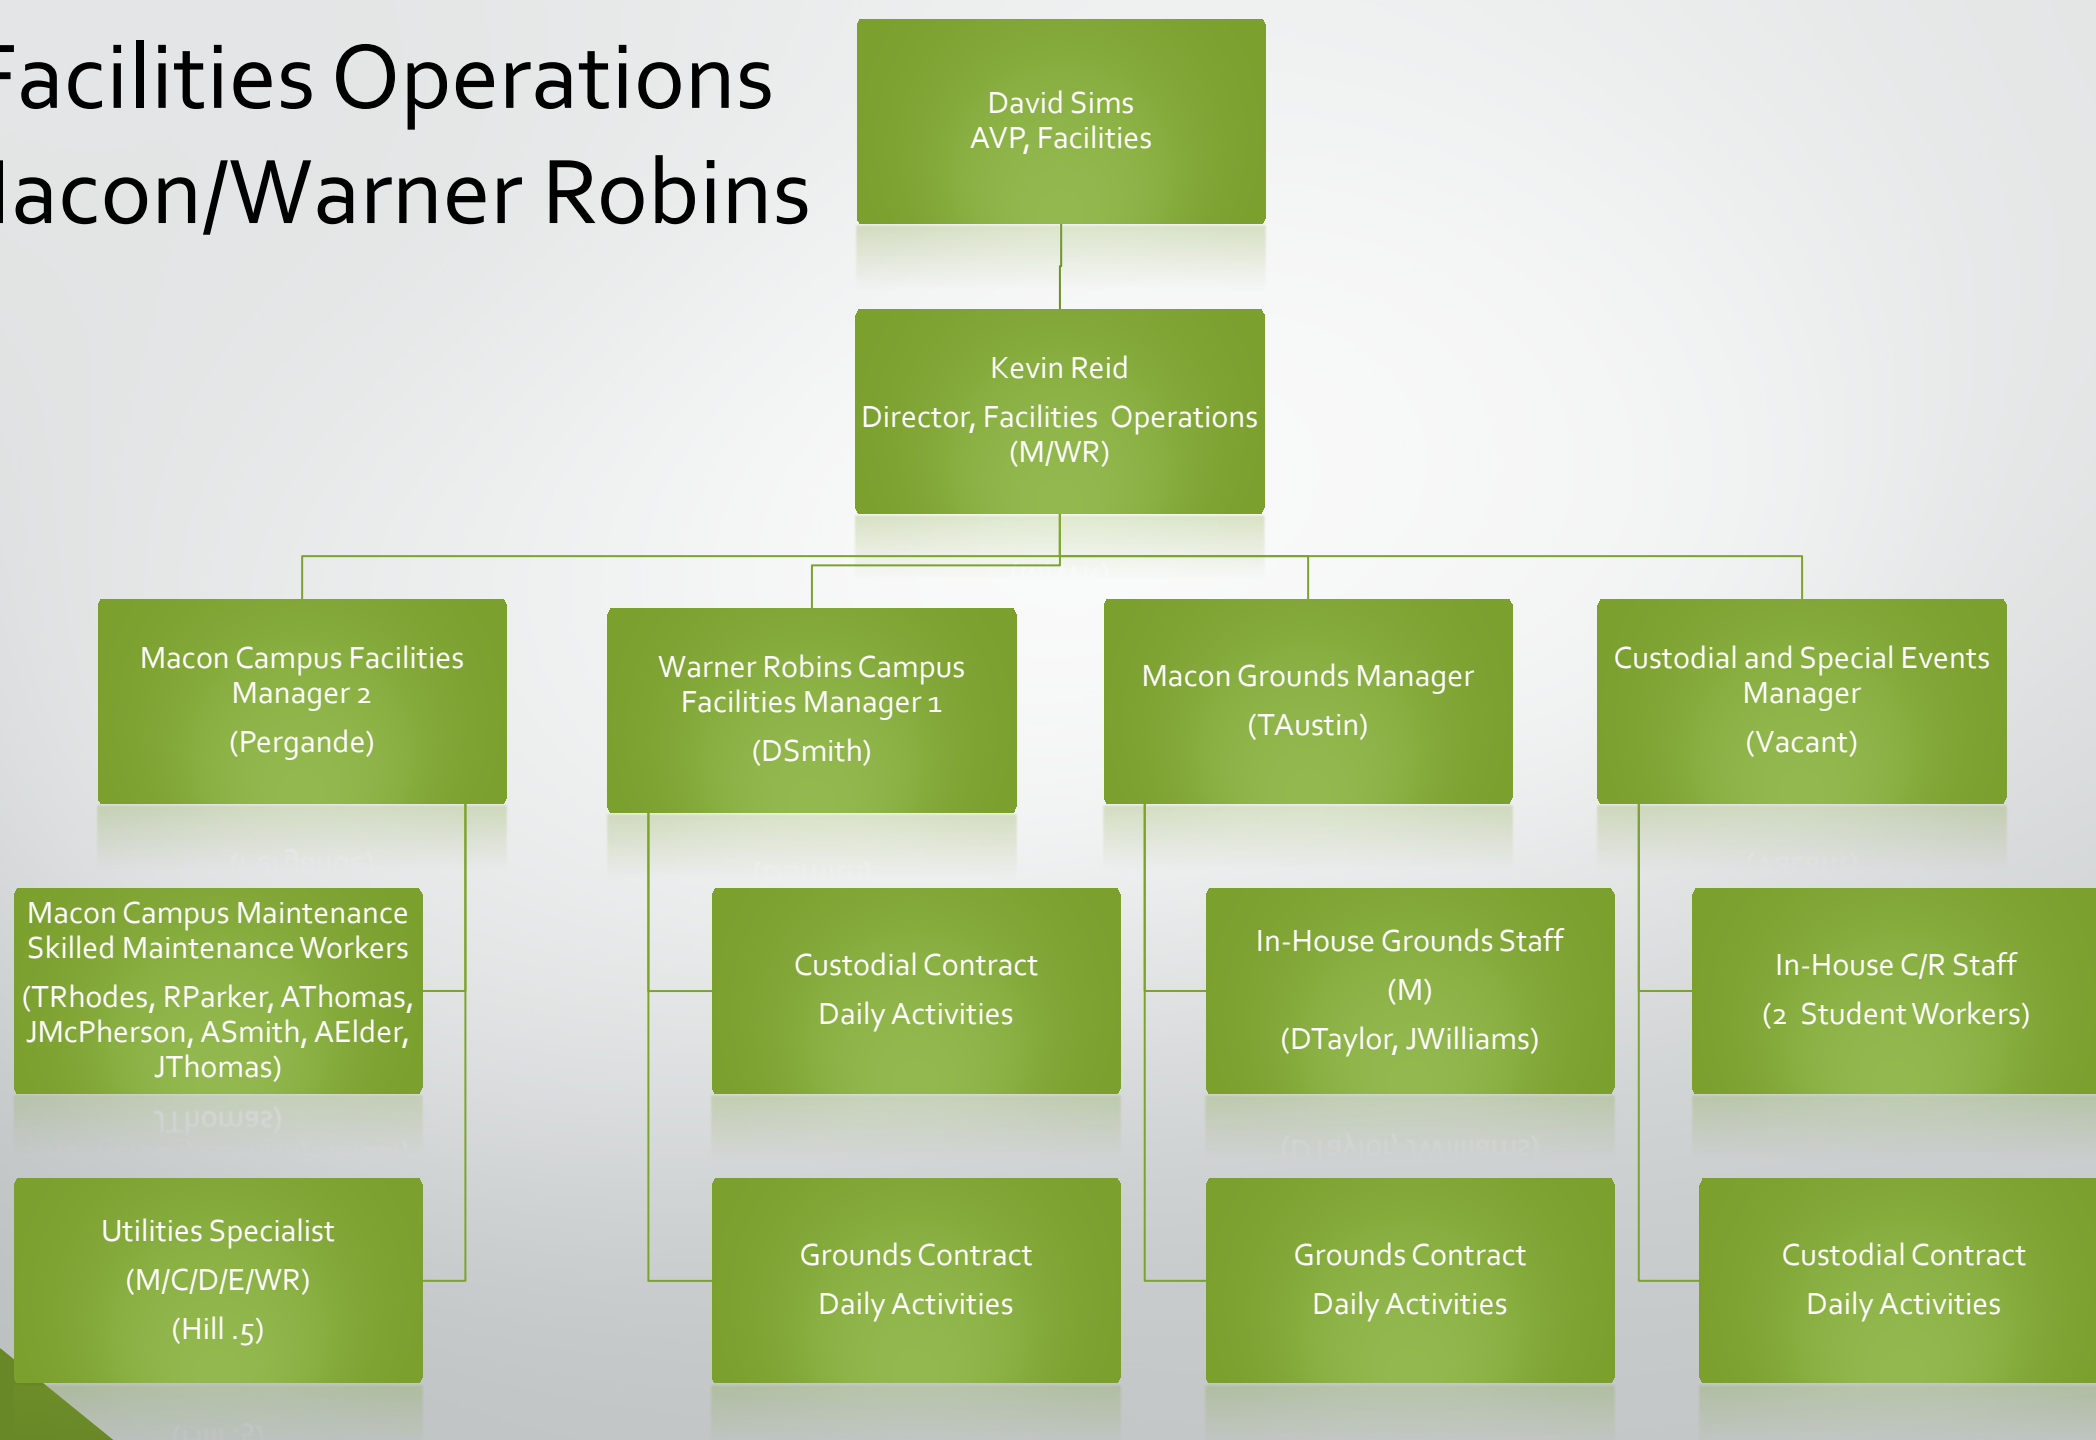 Facilities Operations
Macon/Warner Robins
David Sims
AVP, Facilities
Kevin Reid
Director, Facilities  Operations
(M/WR)
Macon Campus Facilities
Manager 2
(Pergande)
Warner Robins Campus
Facilities Manager 1
(DSmith)
Macon Grounds Manager
(TAustin)
Custodial and Special Events
Manager
(Vacant)
Macon Campus Maintenance
Skilled Maintenance Workers
(TRhodes, RParker, AThomas,
JMcPherson, ASmith, AElder,
JThomas)
Custodial Contract
Daily Activities
In-House Grounds Staff
(M)
(DTaylor, JWilliams)
In-House C/R Staff
(2  Student Workers)
Utilities Specialist
(M/C/D/E/WR)
(Hill .5)
Grounds Contract
Daily Activities
Grounds Contract
Daily Activities
Custodial Contract
Daily Activities